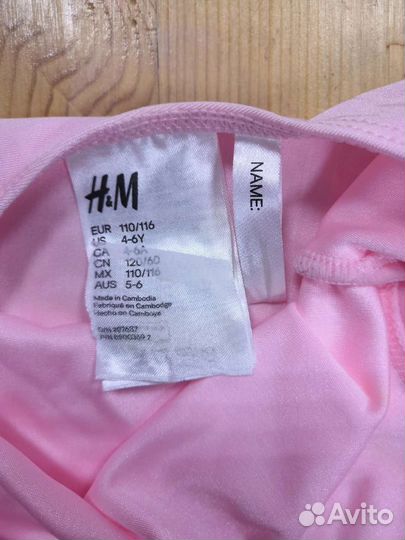 H&M
EUR 110/116
US 4-6Y
CA 4-6A
CN 120/60
MX 110/116
AUS 5-6
Made in Cambodia
Fabriqué en Cambodge
Hecho en Camboya
NAME:
Avito